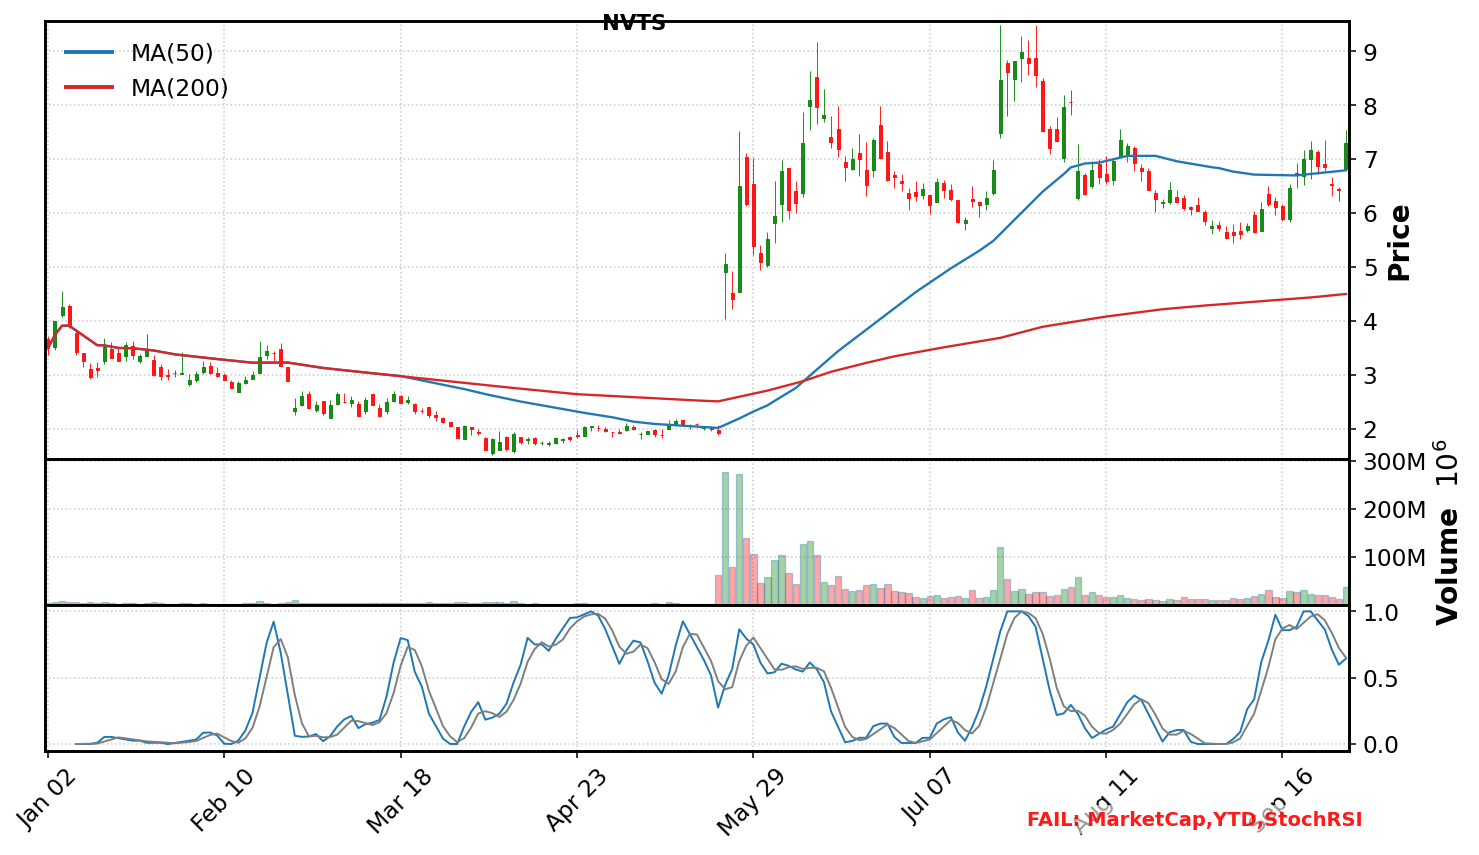 NVTS
MA(50)
MA(200)
9
8
7
6
5
4
3
2
Price
300M
200M
100M
Volume 10^6
1.0
0.5
0.0
Jan 02
Feb 10
Mar 18
Apr 23
May 29
Jul 07
Aug 11
Sep 16
FAIL: MarketCap,YTD,StochRSI